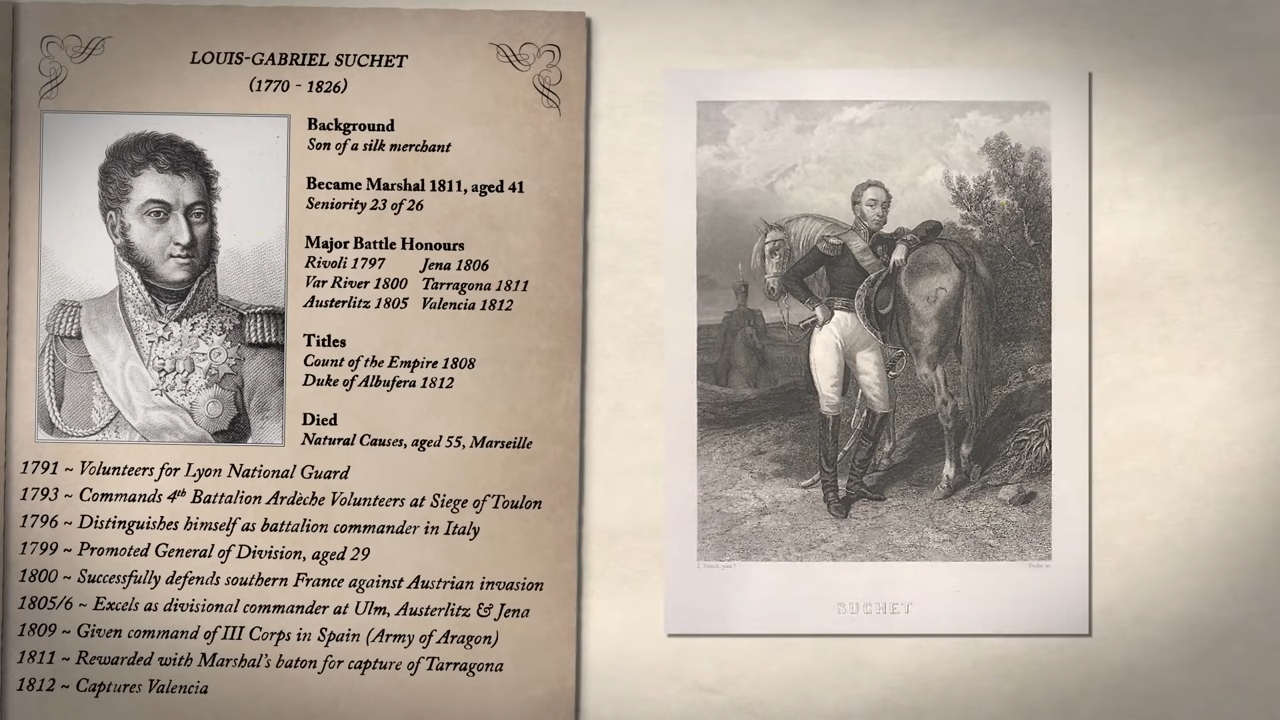 LOUIS-GABRIEL SUCHET
(1770 - 1826)
Background
Son of a silk merchant
Became Marshal 1811, aged 41
Seniority 23 of 26
Major Battle Honours
Rivoli 1797 Jena 1806
Var River 1800 Tarragona 1811
Austerlitz 1805 Valencia 1812
Titles
Count of the Empire 1808
Duke of Albufera 1812
Died
Natural Causes, aged 55, Marseille
1791 ~ Volunteers for Lyon National Guard
1793 ~ Commands 4th Battalion Ardèche Volunteers at Siege of Toulon
1796 ~ Distinguishes himself as battalion commander in Italy
1799 ~ Promoted General of Division, aged 29
1800 ~ Successfully defends southern France against Austrian invasion
1805/6 ~ Excels as divisional commander at Ulm, Austerlitz & Jena
1809 ~ Given command of III Corps in Spain (Army of Aragon)
1811 ~ Rewarded with Marshal's baton for capture of Tarragona
1812 ~ Captures Valencia
SUCHET